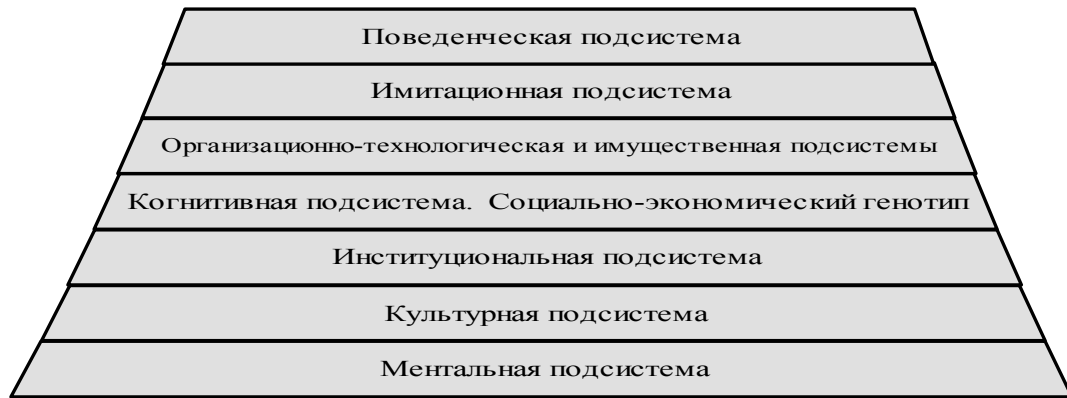 Поведенческая подсистема
Имитационная подсистема
Организационно-технологическая и имущественная подсистемы
Когнитивная подсистема. Социально-экономический генотип
Институциональная подсистема
Культурная подсистема
Ментальная подсистема